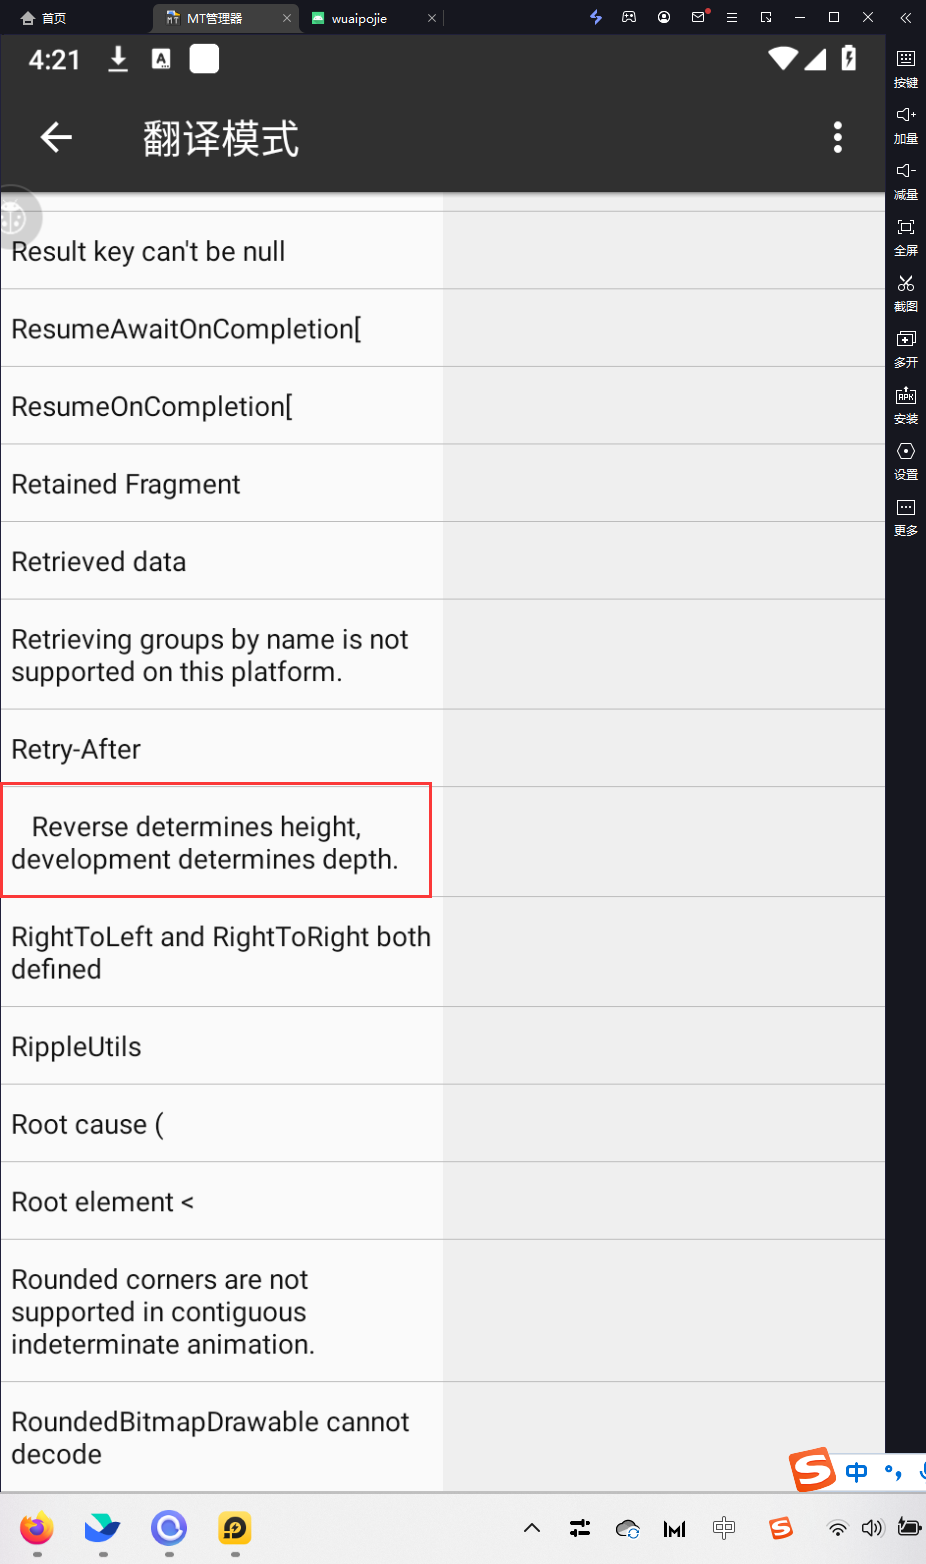 首页
MT管理器
wuaipojie
4:21
A
翻译模式
Result key can't be null
ResumeAwaitOnCompletion[
ResumeOnCompletion[
Retained Fragment
Retrieved data
Retrieving groups by name is not
supported on this platform.
Retry-After
Reverse determines height,
development determines depth.
RightToLeft and RightToRight both
defined
RippleUtils
Root cause (
Root element <
Rounded corners are not
supported in contiguous
indeterminate animation.
RoundedBitmapDrawable cannot
decode
按键
加量
减量
全屏
截图
多开
APK
安装
设置
更多
S
中 °,
中
S